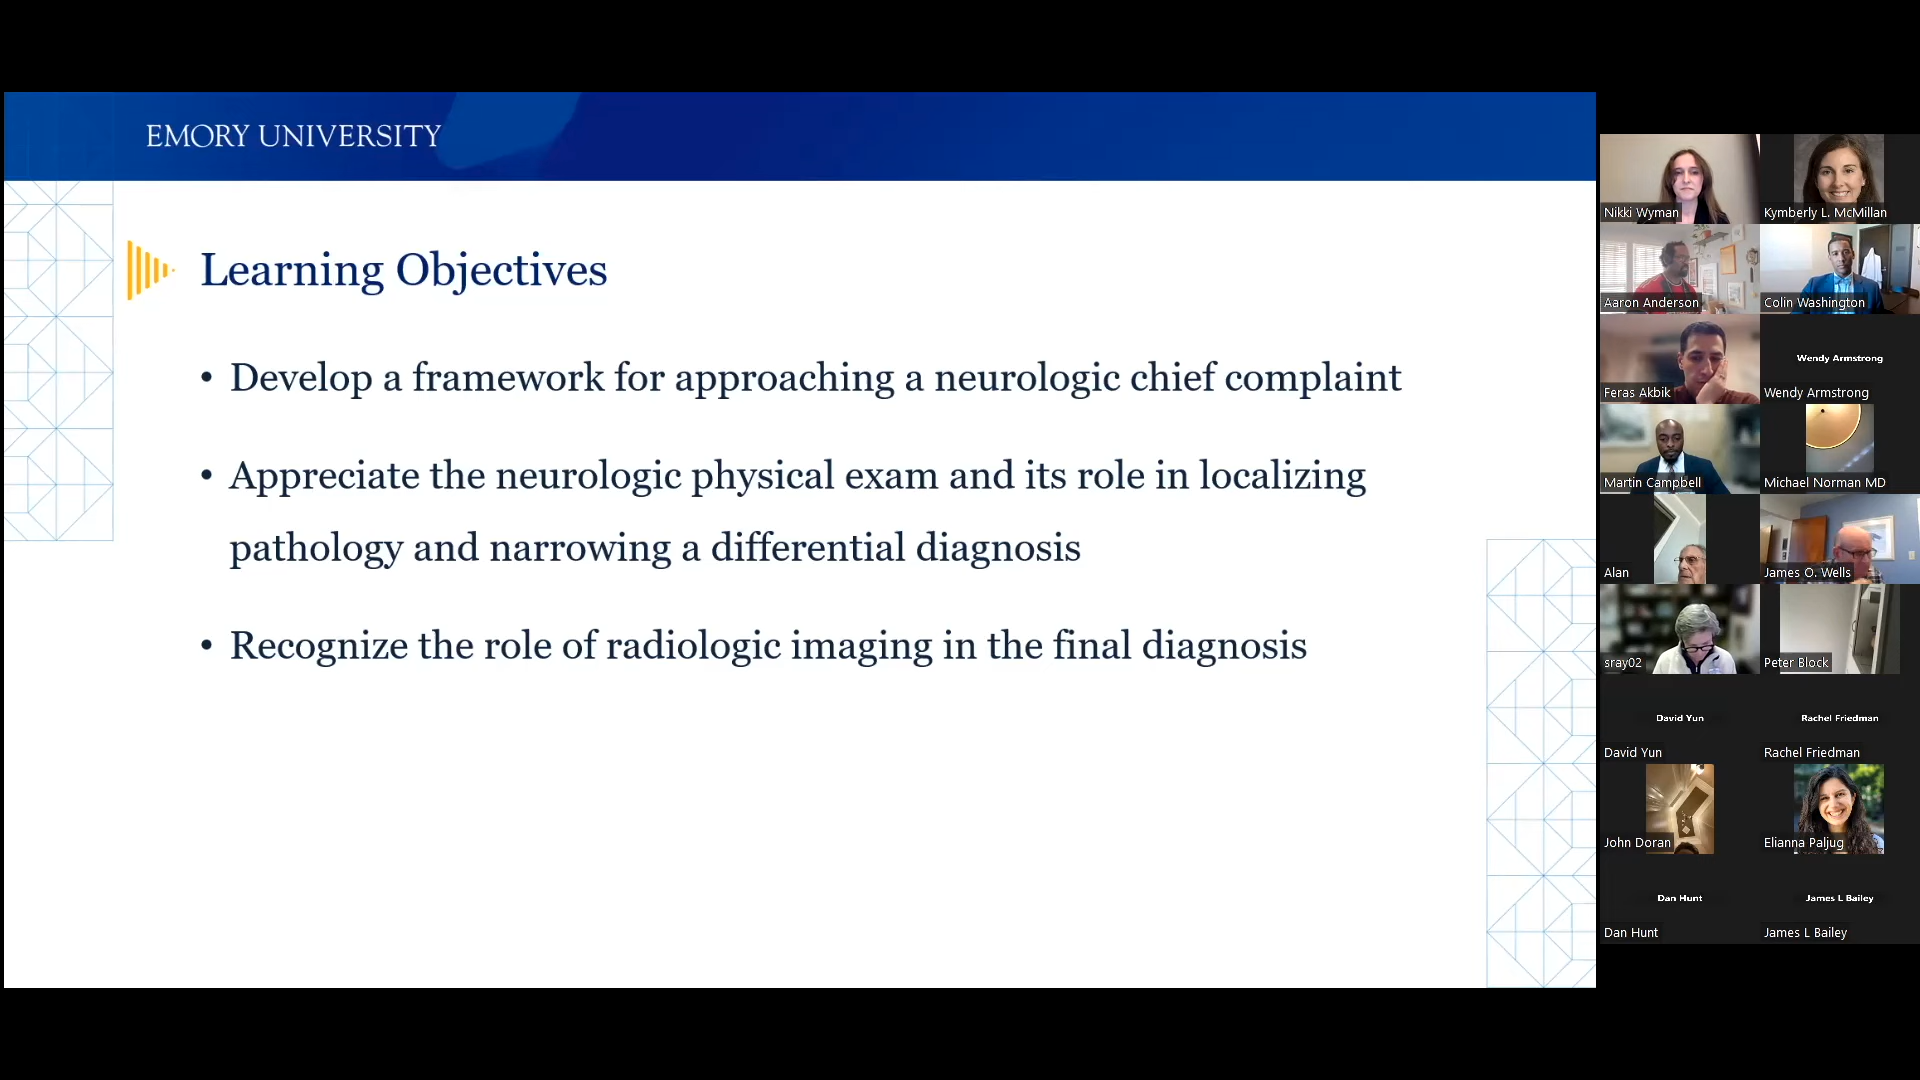 EMORY UNIVERSITY
Learning Objectives
• Develop a framework for approaching a neurologic chief complaint
• Appreciate the neurologic physical exam and its role in localizing
pathology and narrowing a differential diagnosis
• Recognize the role of radiologic imaging in the final diagnosis
Nikki Wyman
Kymberly L. McMillan
Aaron Anderson
Colin Washington
Feras Akbik
Wendy Armstrong
Wendy Armstrong
Martin Campbell
Michael Norman MD
Alan
James O. Wells
sray02
Peter Block
David Yun
David Yun
Rachel Friedman
Rachel Friedman
John Doran
Elianna Paljug
Dan Hunt
Dan Hunt
James L Bailey
James L Bailey